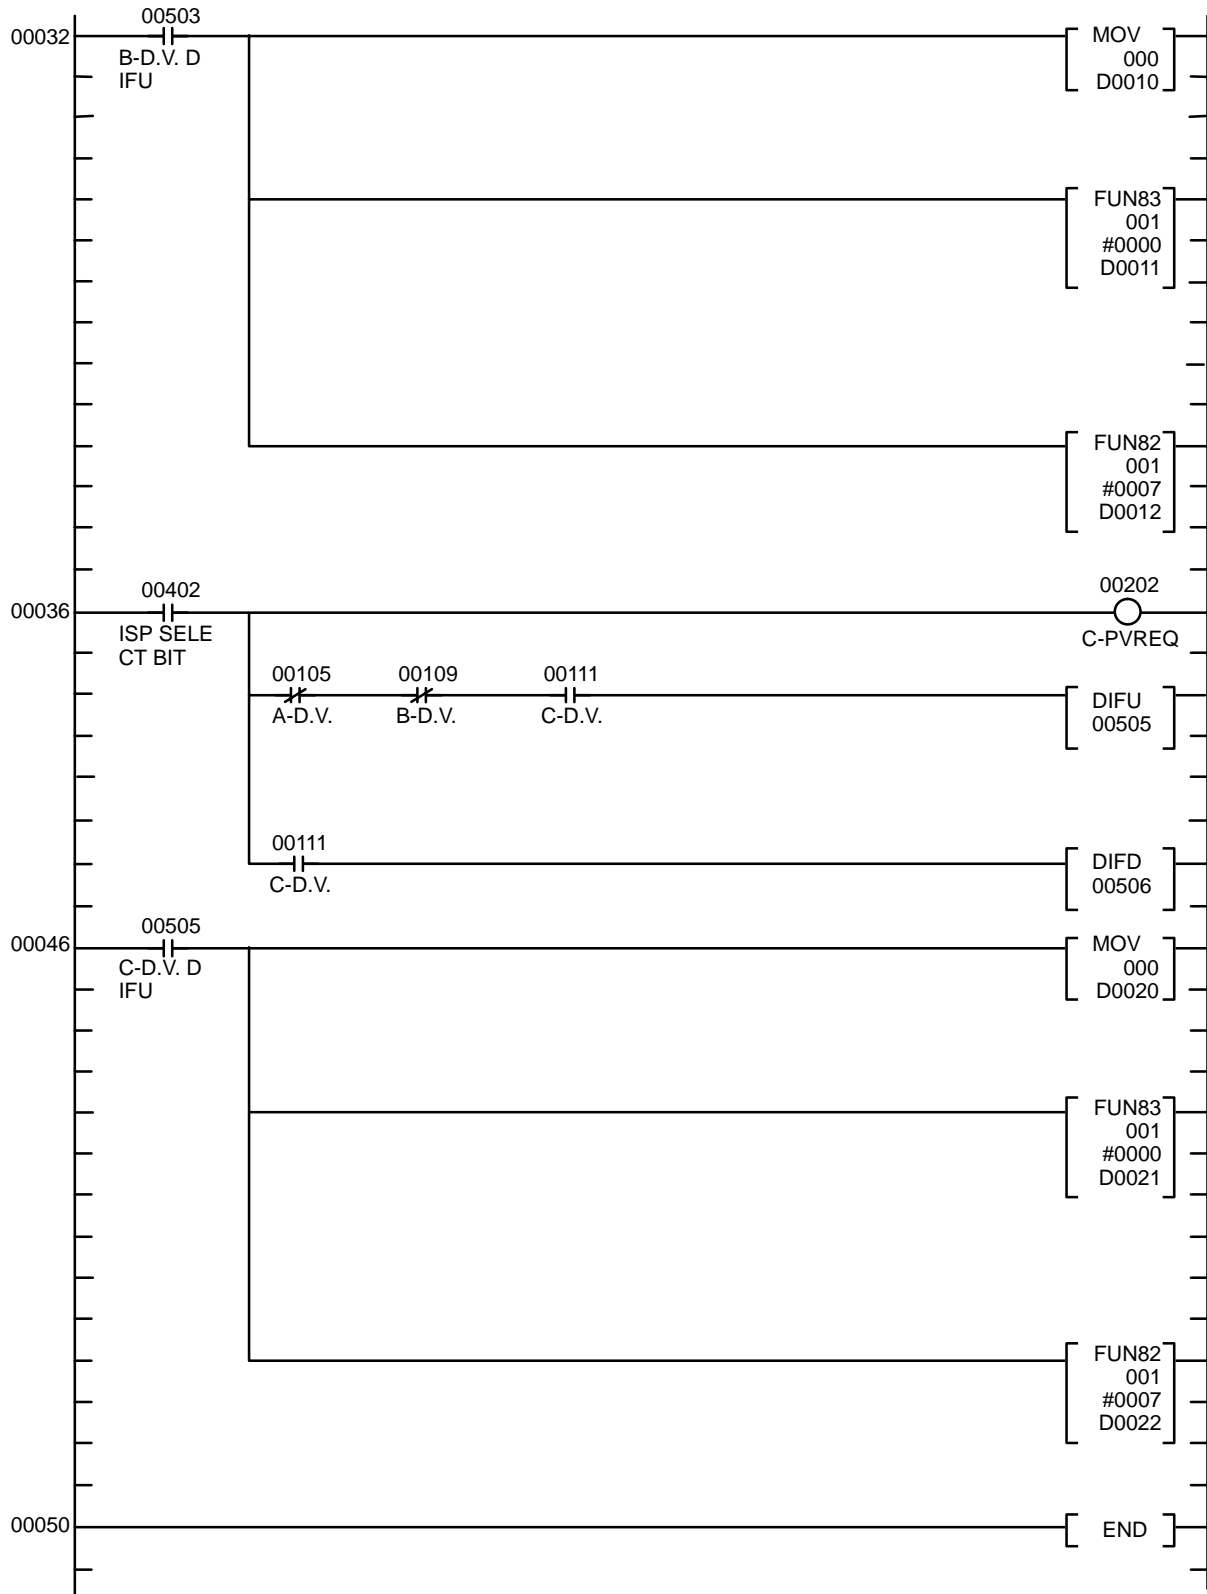 00503
00032
B-D.V. D
IFU
MOV
000
D0010
FUN83
001
#0000
D0011
FUN82
001
#0007
D0012
00402
00036
ISP SELE
CT BIT
00202
C-PVREQ
00105
A-D.V.
00109
B-D.V.
00111
C-D.V.
DIFU
00505
00111
C-D.V.
DIFD
00506
00505
00046
C-D.V. D
IFU
MOV
000
D0020
FUN83
001
#0000
D0021
FUN82
001
#0007
D0022
00050
END